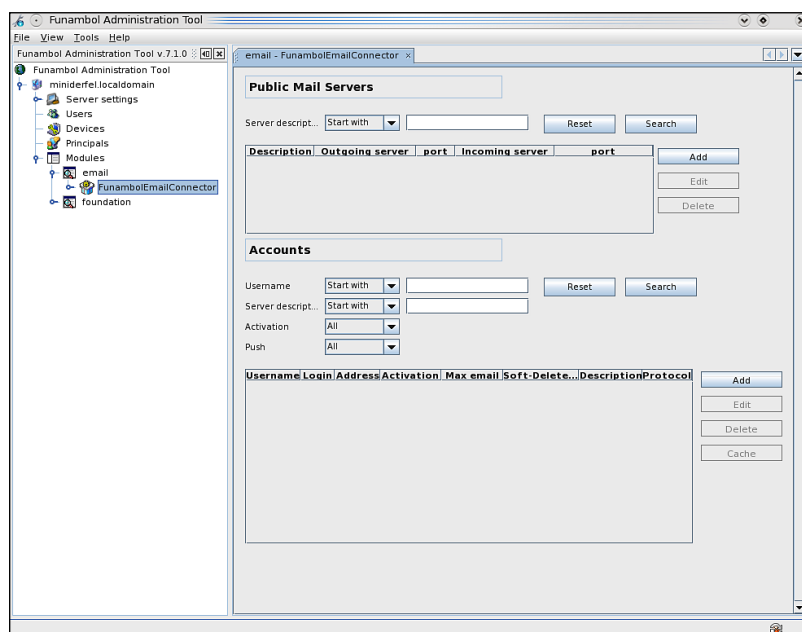 Funambol Administration Tool
File View Tools Help
Funambol Administration Tool v.7.1.0
Funambol Administration Tool
miniderfel.localdomain
Server settings
Users
Devices
Principals
Modules
email
FunambolEmailConnector
foundation
email - FunambolEmailConnector ×
Public Mail Servers
Server descript... Start with Reset Search
Description Outgoing server port Incoming server port
Add
Edit
Delete
Accounts
Username Start with Reset Search
Server descript... Start with
Activation All
Push All
Username Login Address Activation Max email Soft-Delete... Description Protocol
Add
Edit
Delete
Cache